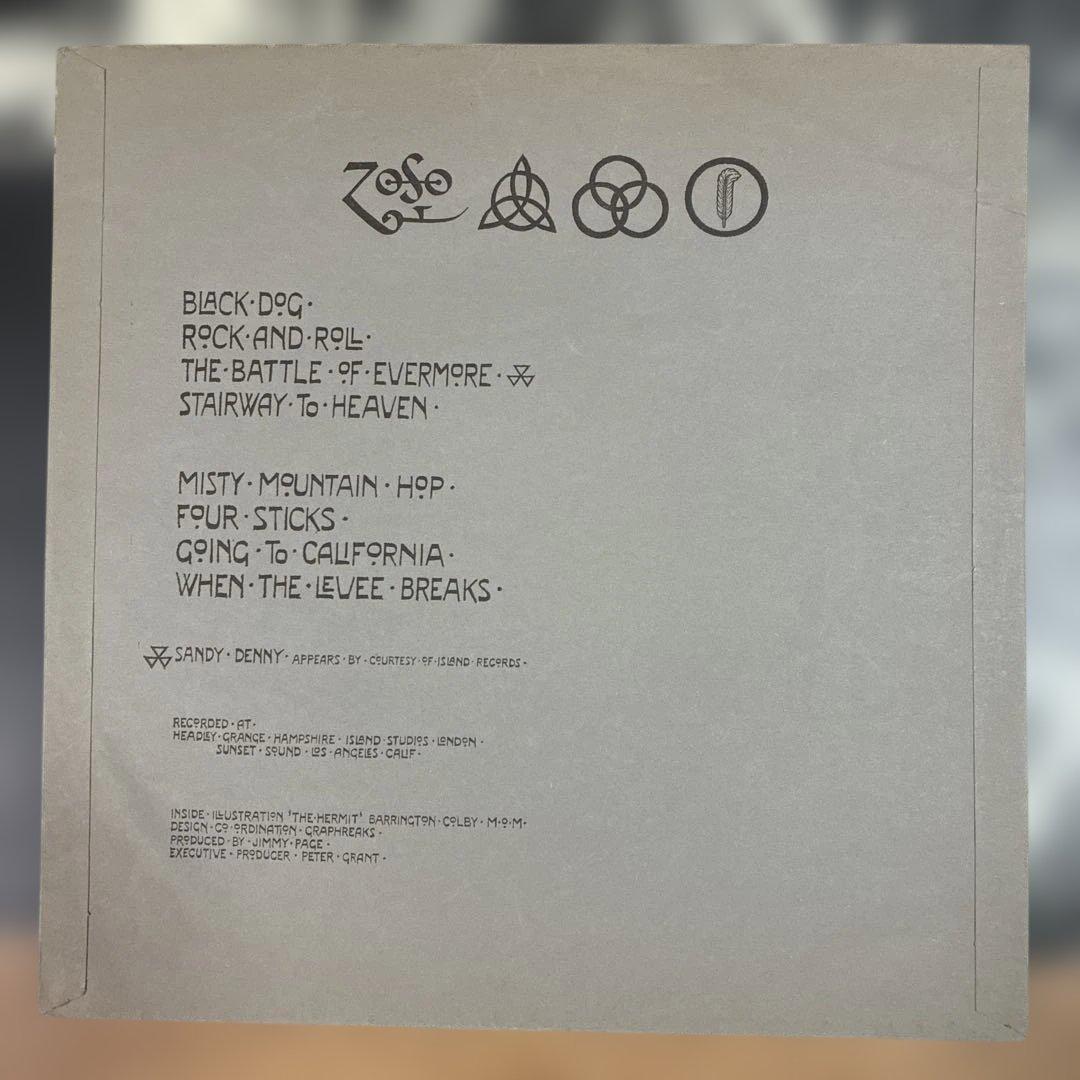 ZoSo
BLACK·DOG·
ROCK·AND·ROLL·
THE·BATTLE·OF·EVERMORE·
STAIRWAY·TO·HEAVEN·
MISTY·MOUNTAIN·HOP·
FOUR·STICKS·
GOING·TO·CALIFORNIA·
WHEN·THE·LEVEE·BREAKS·
SANDY·DENNY·APPEARS·BY·COURTESY·OF·ISLAND·RECORDS·
RECORDED·AT·
HEADLEY·GRANGE·HAMPSHIRE·ISLAND·STUDIOS·LONDON·
SUNSET·SOUND·LOS·ANGELES·CALIF·
INSIDE·ILLUSTRATION 'THE·HERMIT' BARRINGTON·COLBY·M·O·M·
DESIGN·CO·ORDINATION·GRAPHREAKS·
PRODUCED·BY·JIMMY·PAGE·
EXECUTIVE·PRODUCER·PETER·GRANT·